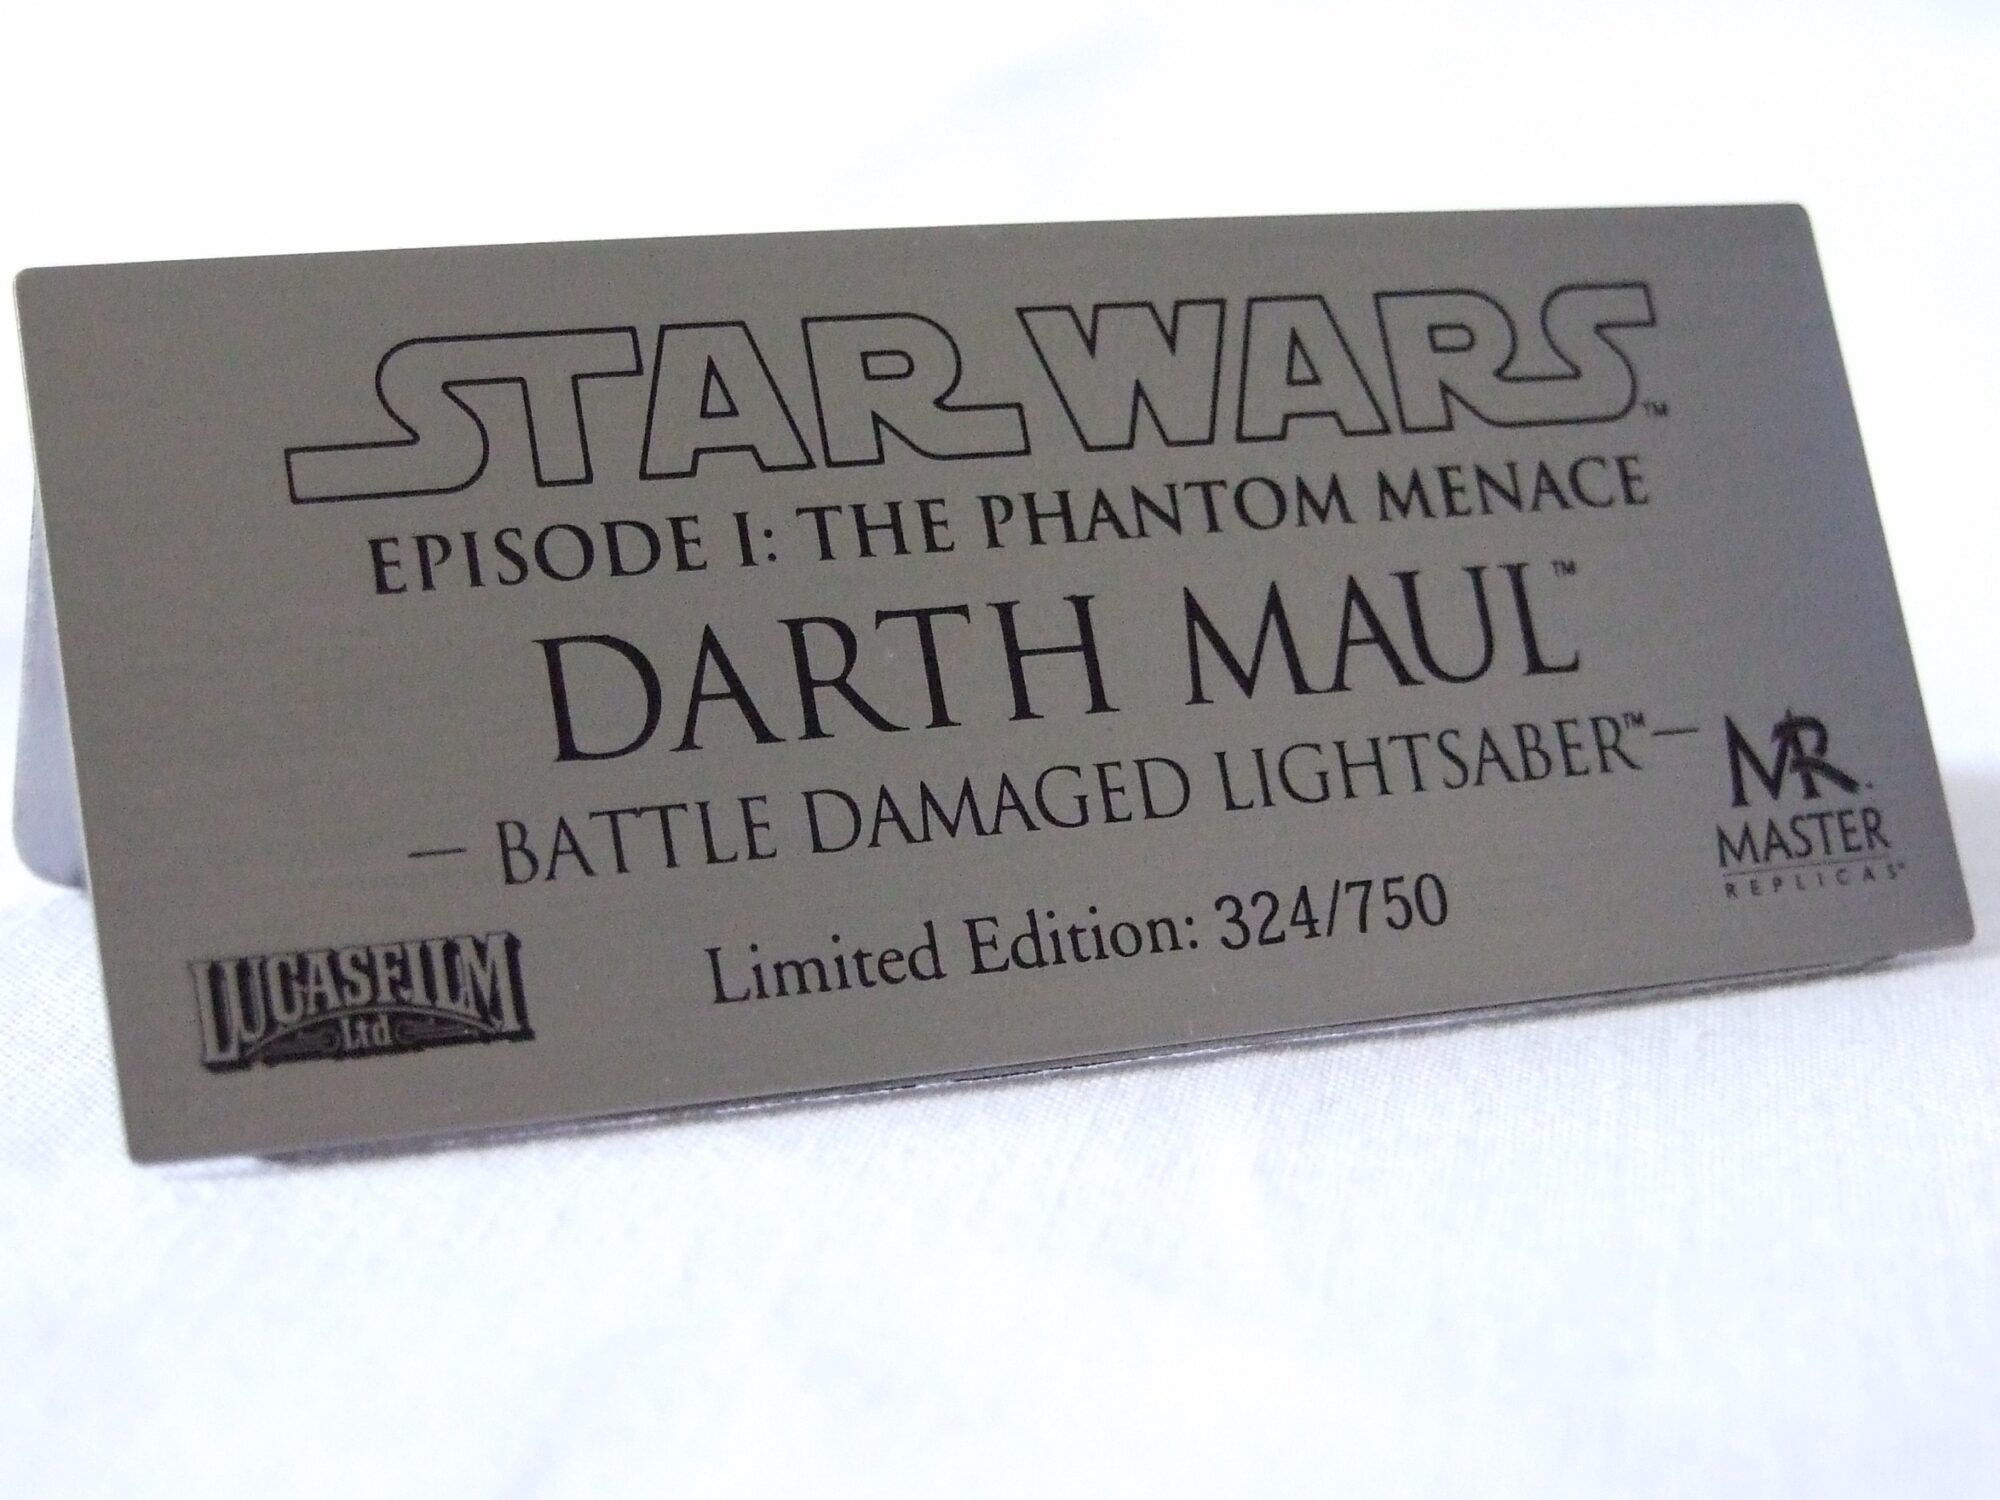 STAR WARS™
EPISODE I: THE PHANTOM MENACE
DARTH MAUL™
— BATTLE DAMAGED LIGHTSABER™ —
Limited Edition: 324/750
LUCASFILM
Ltd
MR
MASTER
REPLICAS™